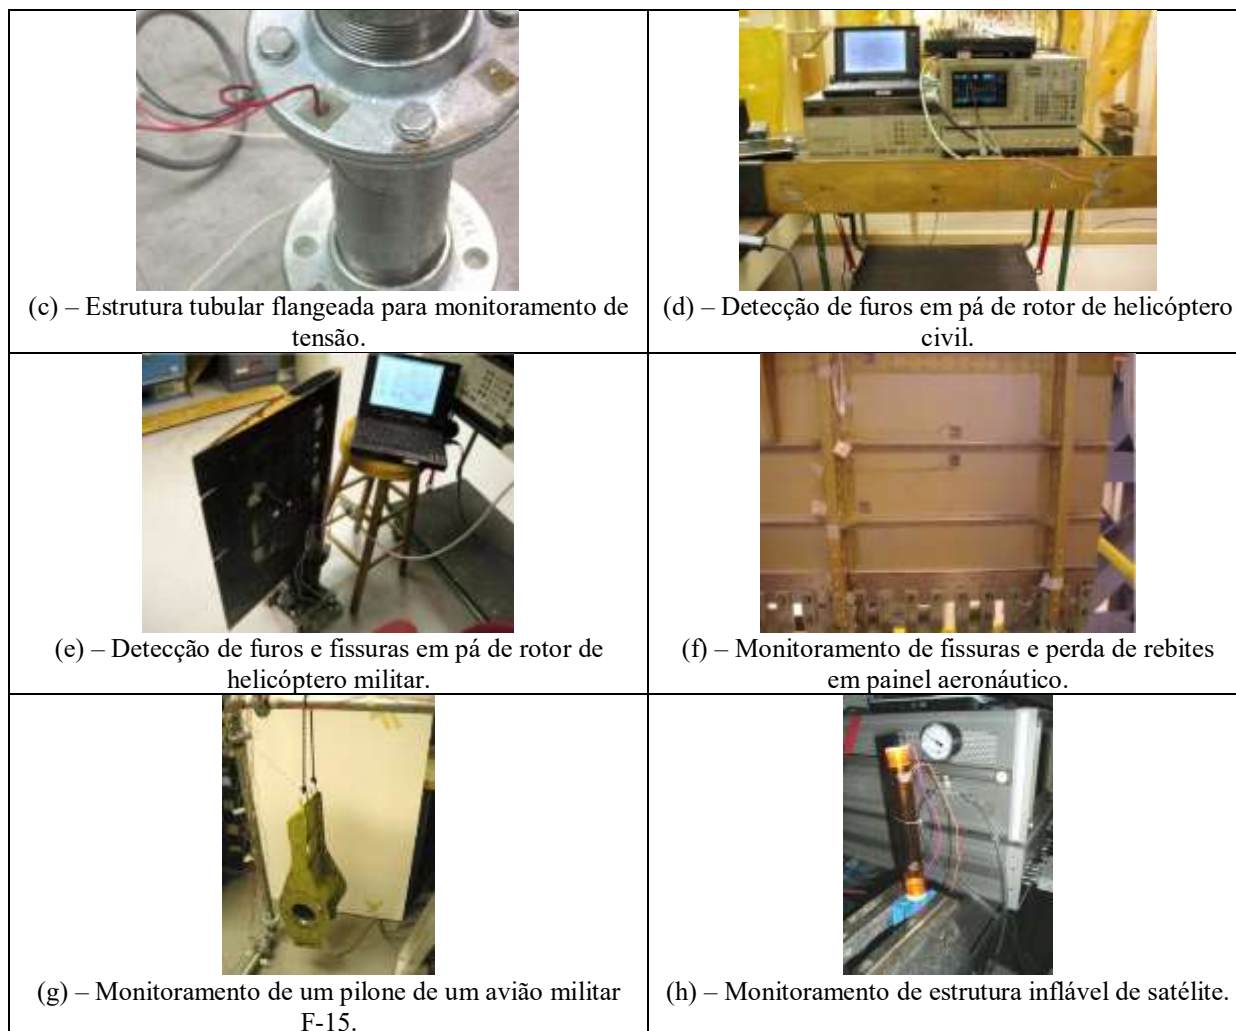 (c) – Estrutura tubular flangeada para monitoramento de
tensão.
(d) – Detecção de furos em pá de rotor de helicóptero
civil.
(e) – Detecção de furos e fissuras em pá de rotor de
helicóptero militar.
(f) – Monitoramento de fissuras e perda de rebites
em painel aeronáutico.
(g) – Monitoramento de um pilone de um avião militar
F-15.
(h) – Monitoramento de estrutura inflável de satélite.